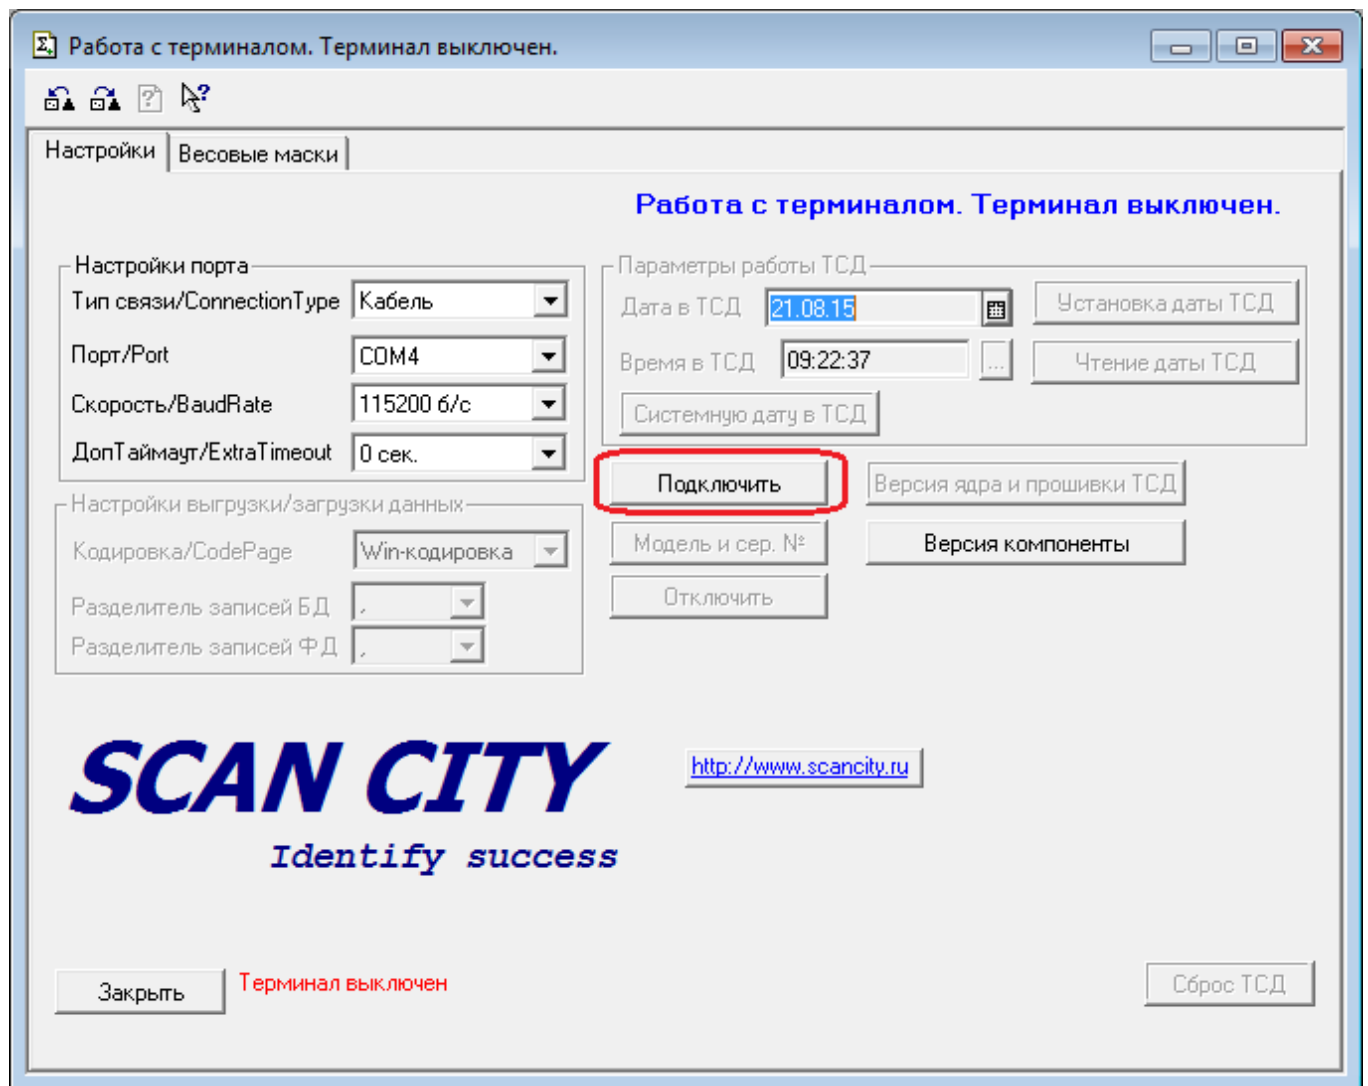 Работа с терминалом. Терминал выключен.
Настройки
Весовые маски
Работа с терминалом. Терминал выключен.
Настройки порта
Тип связи/ConnectionType
Кабель
Порт/Port
COM4
Скорость/BaudRate
115200 б/с
ДопТаймаут/ExtraTimeout
0 сек.
Параметры работы ТСД
Дата в ТСД
21.08.15
Установка даты ТСД
Время в ТСД
09:22:37
...
Чтение даты ТСД
Системную дату в ТСД
Подключить
Версия ядра и прошивки ТСД
Настройки выгрузки/загрузки данных
Кодировка/CodePage
Win-кодировка
Модель и сер. №
Версия компоненты
Разделитель записей БД
,
Отключить
Разделитель записей ФД
,
SCAN CITY
Identify success
http://www.scancity.ru
Закрыть
Терминал выключен
Сброс ТСД